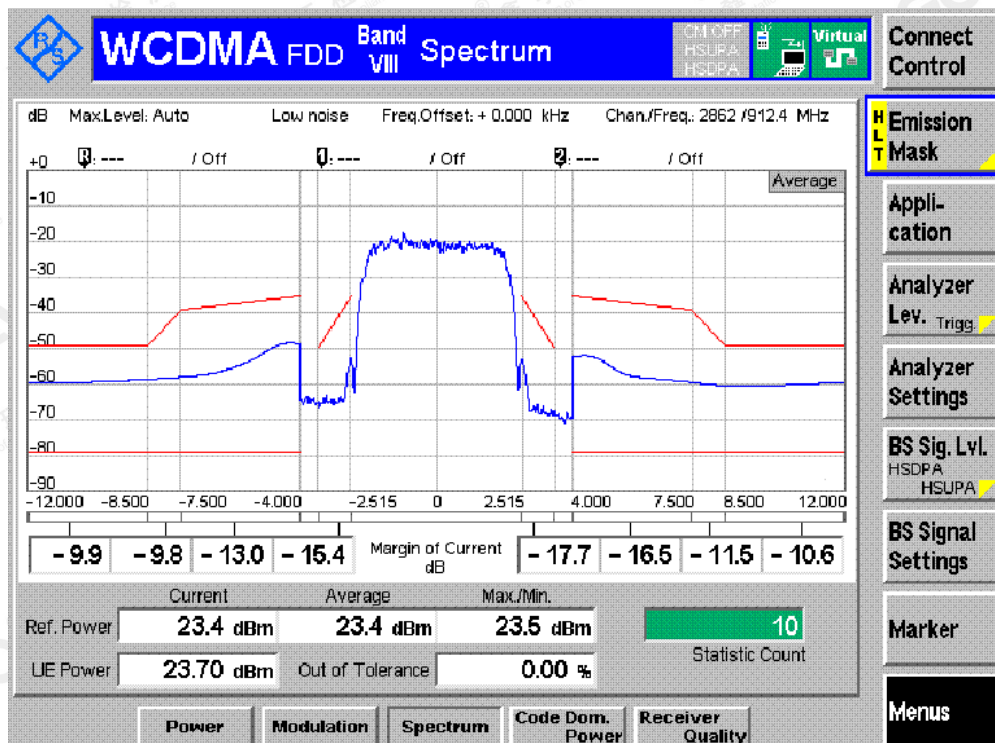 R&S
WCDMA FDD Band VIII Spectrum
CM OFF
HSUPA
HSDPA
Virtual
Connect Control
dB Max.Level: Auto Low noise Freq.Offset: + 0.000 kHz Chan./Freq.: 2862 /912.4 MHz
R: --- / Off 1: --- / Off 2: --- / Off
HLT
Emission Mask
Average
+0
-10
-20
-30
-40
-50
-60
-70
-80
-90
-12.000 -8.500 -7.500 -4.000 -2.515 0 2.515 4.000 7.500 8.500 12.000
Appli-
cation
Analyzer
Lev. Trigg.
Analyzer
Settings
BS Sig. Lvl.
HSDPA
HSUPA
BS Signal
Settings
Marker
Menus
- 9.9 - 9.8 - 13.0 - 15.4 Margin of Current dB - 17.7 - 16.5 - 11.5 - 10.6
Current Average Max./Min.
Ref. Power 23.4 dBm 23.4 dBm 23.5 dBm 10
Statistic Count
UE Power 23.70 dBm Out of Tolerance 0.00 %
Power Modulation Spectrum Code Dom. Power Receiver Quality